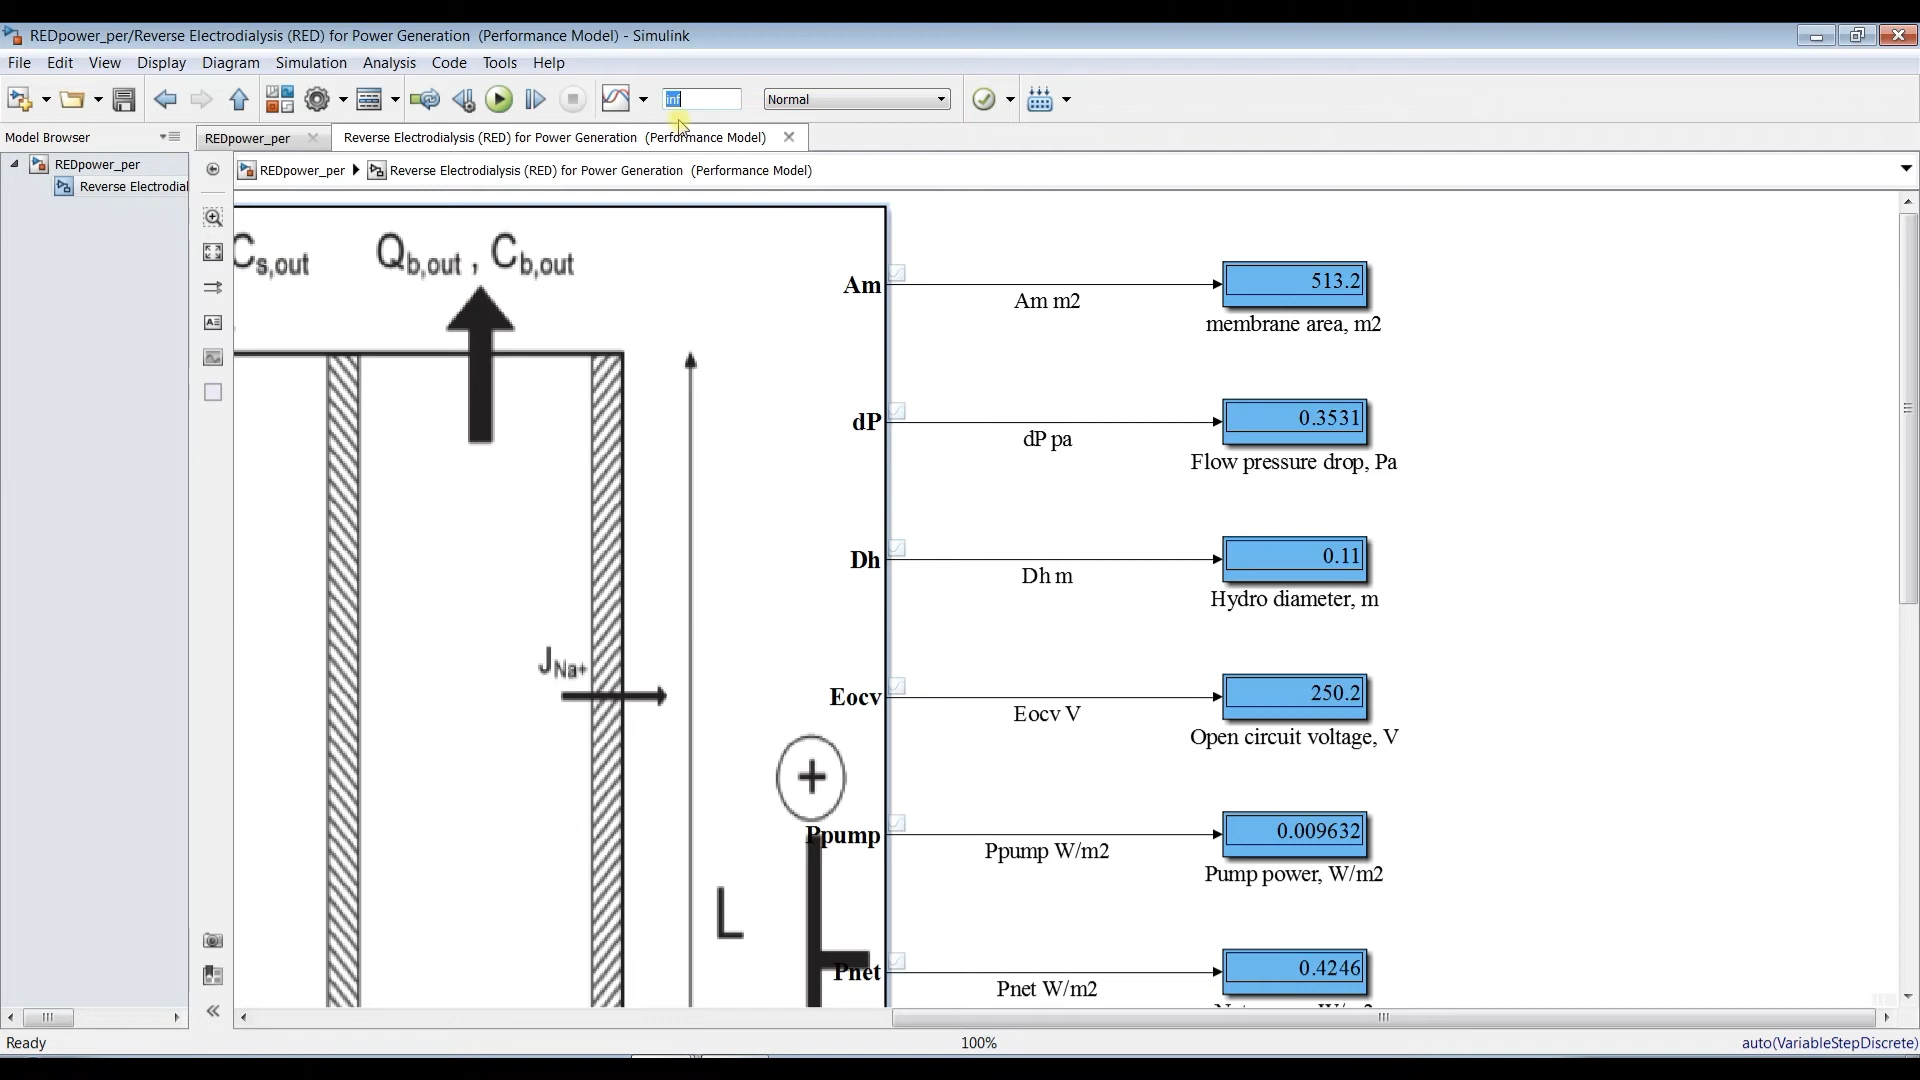 REDpower_per/Reverse Electrodialysis (RED) for Power Generation (Performance Model) - Simulink
File Edit View Display Diagram Simulation Analysis Code Tools Help
inf Normal
Model Browser
REDpower_per
Reverse Electrodial
REDpower_per
Reverse Electrodialysis (RED) for Power Generation (Performance Model)
REDpower_per Reverse Electrodialysis (RED) for Power Generation (Performance Model)
Cs,out Qb,out , Cb,out
Am
Am m2
513.2
membrane area, m2
dP
dP pa
0.3531
Flow pressure drop, Pa
Dh
Dh m
0.11
Hydro diameter, m
JNa+
Eocv
Eocv V
250.2
Open circuit voltage, V
+
Ppump
Ppump W/m2
0.009632
Pump power, W/m2
L
Pnet
Pnet W/m2
0.4246
Ready
100%
auto(VariableStepDiscrete)